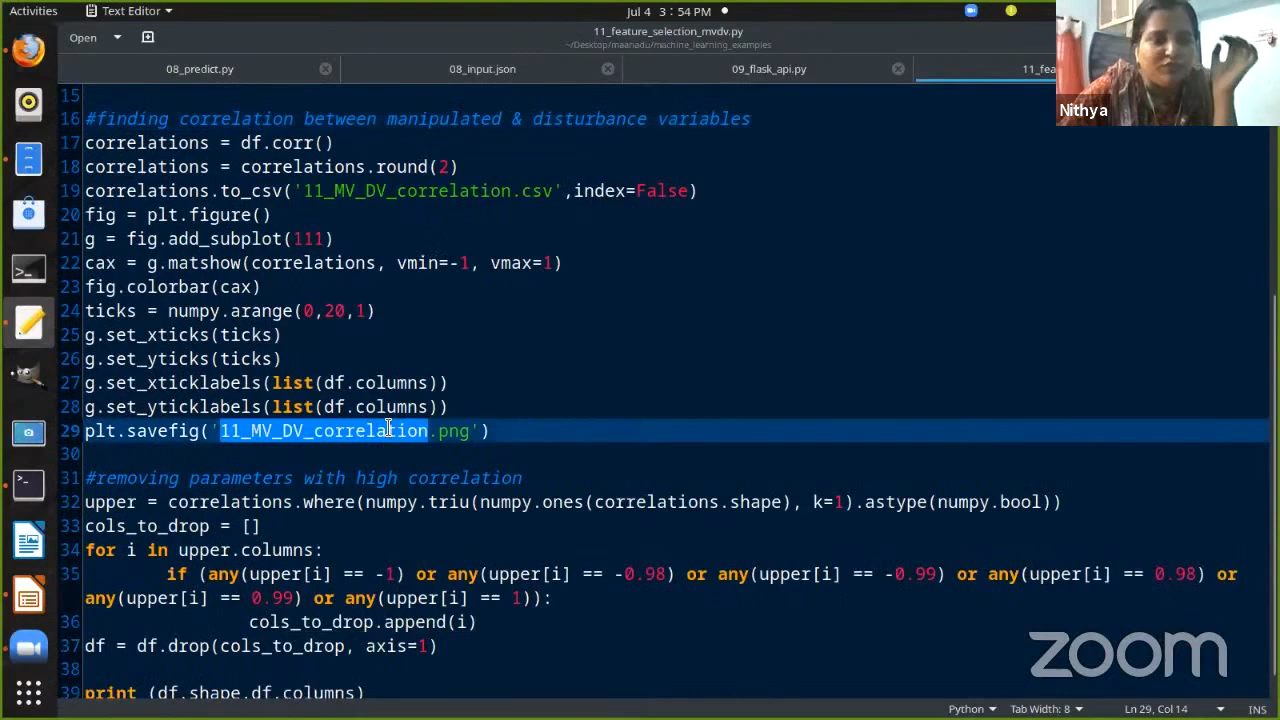 Activities
Text Editor
Jul 4 3:54 PM
Open
11_feature_selection_mvdv.py
~/Desktop/maanadu/machine_learning_examples
08_predict.py
08_input.json
09_flask_api.py
11_fea
Nithya
15
16 #finding correlation between manipulated & disturbance variables
17 correlations = df.corr()
18 correlations = correlations.round(2)
19 correlations.to_csv('11_MV_DV_correlation.csv',index=False)
20 fig = plt.figure()
21 g = fig.add_subplot(111)
22 cax = g.matshow(correlations, vmin=-1, vmax=1)
23 fig.colorbar(cax)
24 ticks = numpy.arange(0,20,1)
25 g.set_xticks(ticks)
26 g.set_yticks(ticks)
27 g.set_xticklabels(list(df.columns))
28 g.set_yticklabels(list(df.columns))
29 plt.savefig('11_MV_DV_correlation.png')
30
31 #removing parameters with high correlation
32 upper = correlations.where(numpy.triu(numpy.ones(correlations.shape), k=1).astype(numpy.bool))
33 cols_to_drop = []
34 for i in upper.columns:
35 if (any(upper[i] == -1) or any(upper[i] == -0.98) or any(upper[i] == -0.99) or any(upper[i] == 0.98) or
any(upper[i] == 0.99) or any(upper[i] == 1)):
36 cols_to_drop.append(i)
37 df = df.drop(cols_to_drop, axis=1)
38
39 print (df.shape,df.columns)
zoom
Python
Tab Width: 8
Ln 29, Col 14
INS